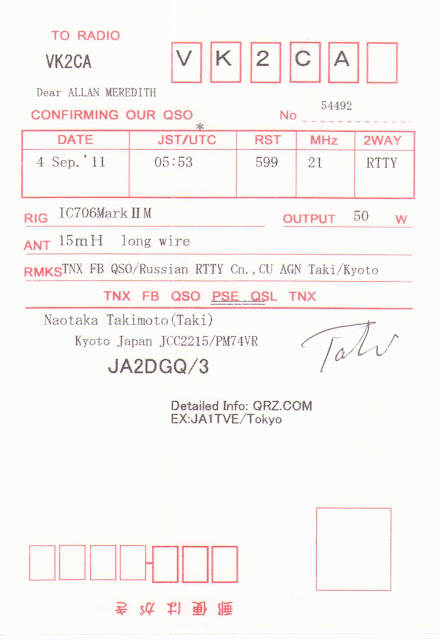 TO RADIO
VK2CA VK2CA
Dear ALLAN MEREDITH
CONFIRMING OUR QSO No 54492
*
DATE JST/UTC RST MHz 2WAY
4 Sep.'11 05:53 599 21 RTTY
RIG IC706MarkⅡM OUTPUT 50 W
ANT 15mH long wire
RMKS TNX FB QSO/Russian RTTY Cn.,CU AGN Taki/Kyoto
TNX FB QSO PSE QSL TNX
Naotaka Takimoto(Taki)
Kyoto Japan JCC2215/PM74VR
Taki
JA2DGQ/3
Detailed Info: QRZ.COM
EX:JA1TVE/Tokyo
郵便はがき